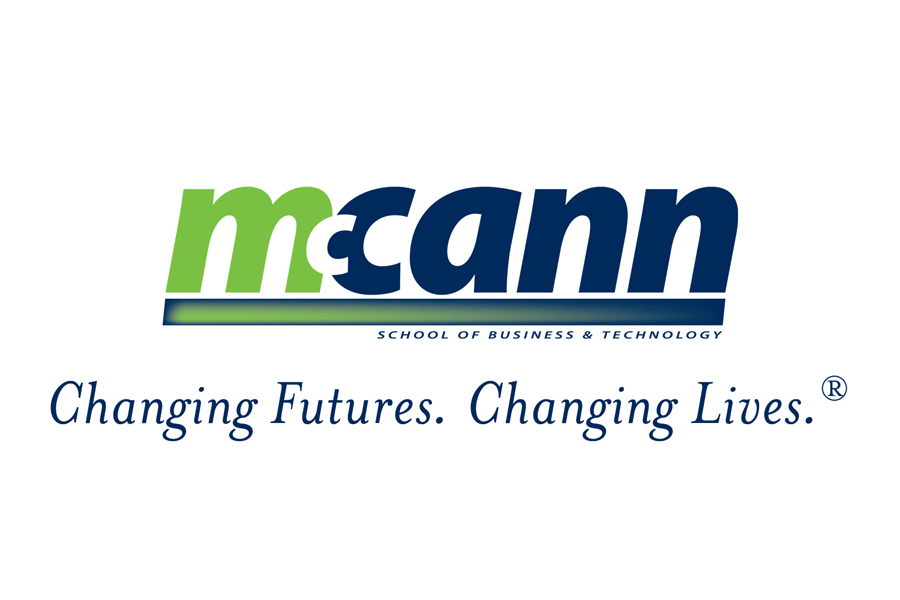 mccann
SCHOOL OF BUSINESS & TECHNOLOGY
Changing Futures. Changing Lives.®